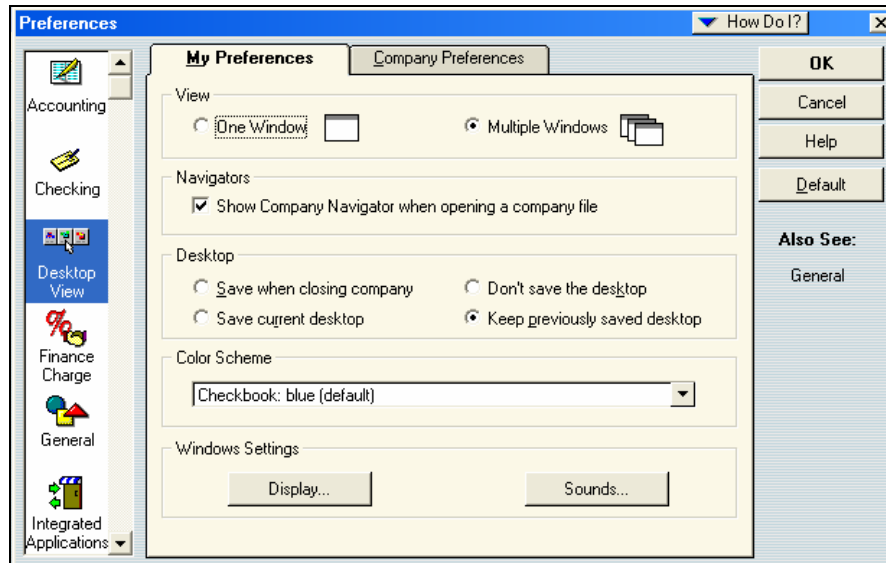 Preferences
How Do I?
Accounting
Checking
Desktop
View
Finance
Charge
General
Integrated
Applications
My Preferences
Company Preferences
View
One Window
Multiple Windows
Navigators
Show Company Navigator when opening a company file
Desktop
Save when closing company
Don't save the desktop
Save current desktop
Keep previously saved desktop
Color Scheme
Checkbook: blue (default)
Windows Settings
Display...
Sounds...
OK
Cancel
Help
Default
Also See:
General